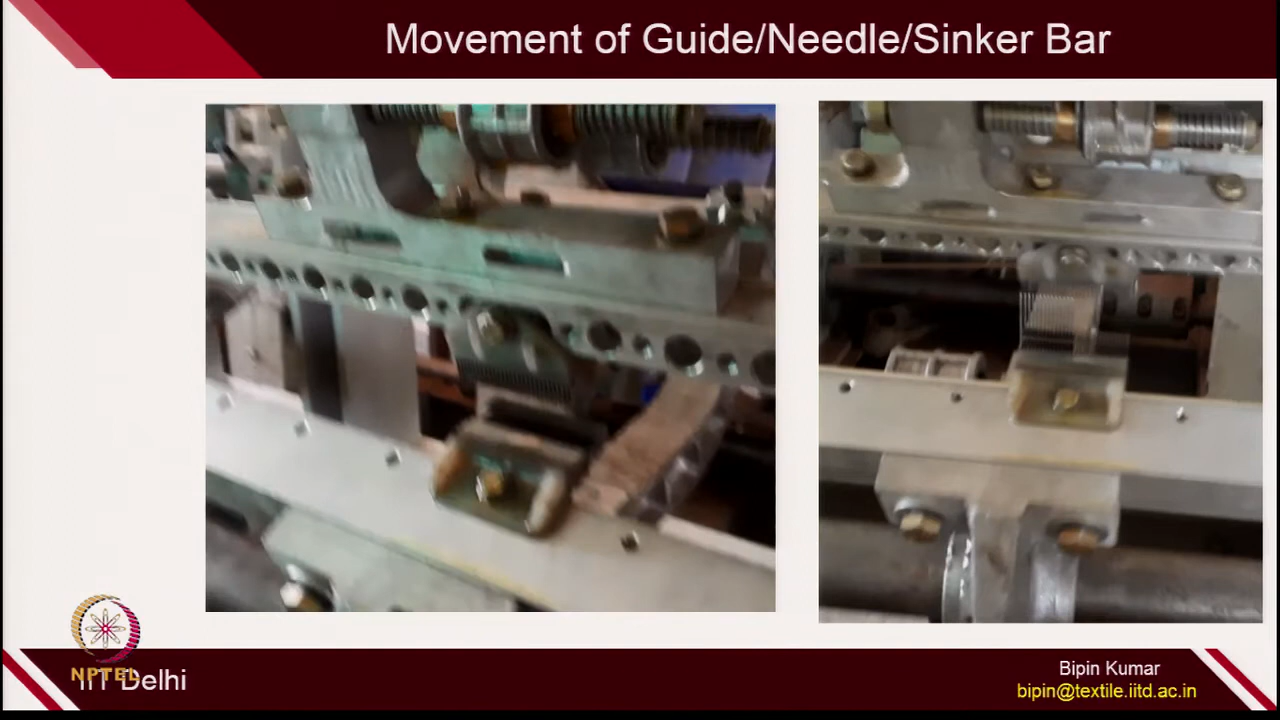 Movement of Guide/Needle/Sinker Bar
NPTEL
IIT Delhi
Bipin Kumar
bipin@textile.iitd.ac.in